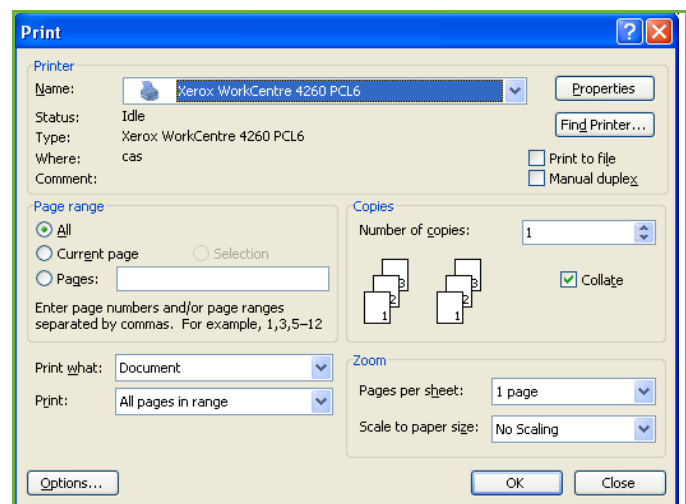 Print
Printer
Name: Xerox WorkCentre 4260 PCL6 Properties
Status: Idle Find Printer...
Type: Xerox WorkCentre 4260 PCL6
Where: cas Print to file
Comment: Manual duplex
Page range
All
Current page Selection
Pages:
Enter page numbers and/or page ranges
separated by commas. For example, 1,3,5–12
Copies
Number of copies: 1
3 3
2 2
1 1
Collate
Print what: Document
Print: All pages in range
Zoom
Pages per sheet: 1 page
Scale to paper size: No Scaling
Options... OK Close